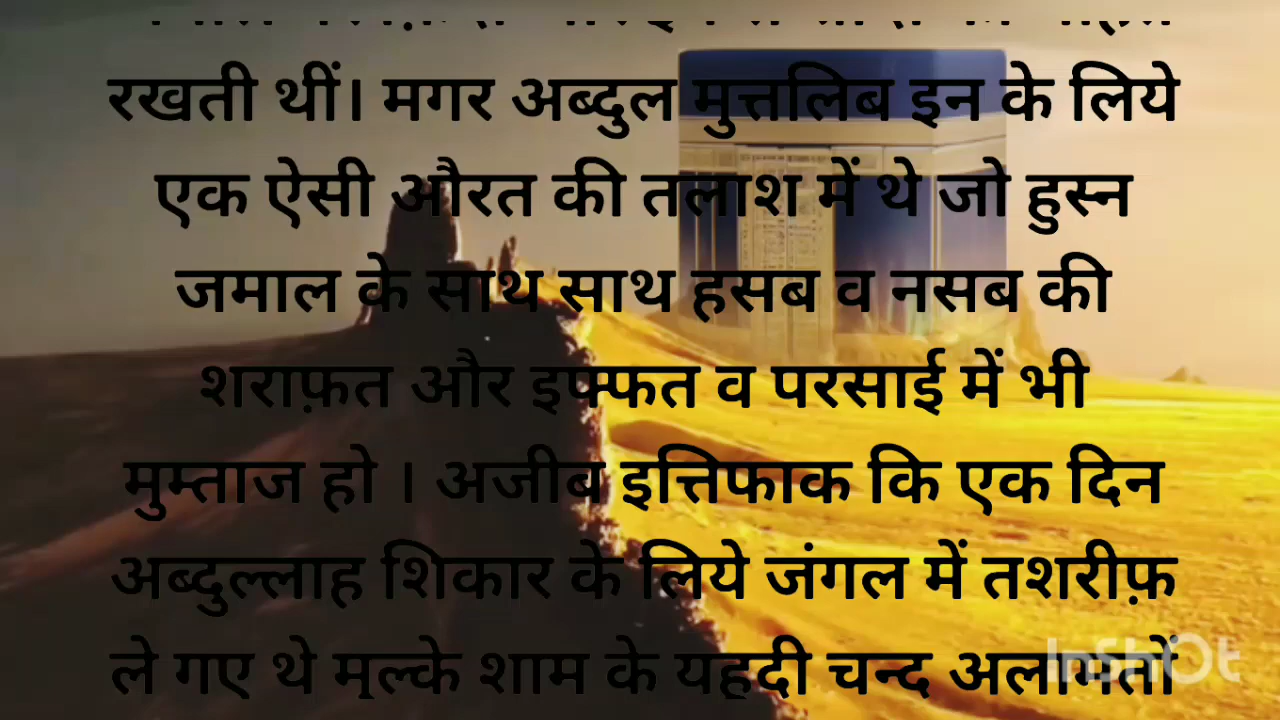 रखती थीं। मगर अब्दुल मुत्तलिब इन के लिये
एक ऐसी औरत की तलाश में थे जो हुस्न
जमाल के साथ साथ हसब व नसब की
शराफ़त और इफ्फत व परसाई में भी
मुम्ताज हो । अजीब इत्तिफाक कि एक दिन
अब्दुल्लाह शिकार के लिये जंगल में तशरीफ़
ले गए थे मुल्के शाम के यहूदी चन्द अलामतों
InShOt